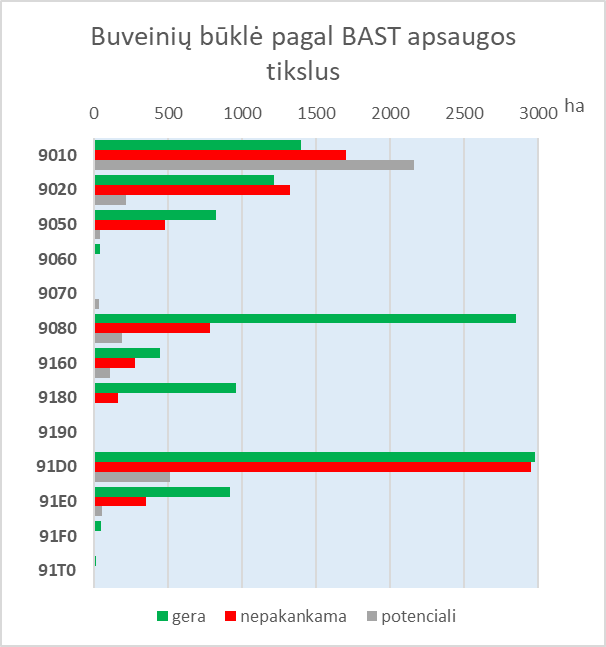 Buveinių būklė pagal BAST apsaugos
tikslus
0 500 1000 1500 2000 2500 3000 ha
9010
9020
9050
9060
9070
9080
9160
9180
9190
91D0
91E0
91F0
91T0
gera nepakankama potenciali